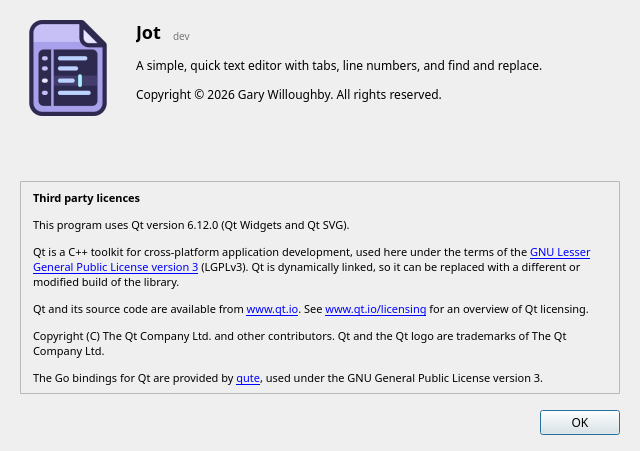 Jot dev
A simple, quick text editor with tabs, line numbers, and find and replace.
Copyright © 2026 Gary Willoughby. All rights reserved.
Third party licences
This program uses Qt version 6.12.0 (Qt Widgets and Qt SVG).
Qt is a C++ toolkit for cross-platform application development, used here under the terms of the GNU Lesser
General Public License version 3 (LGPLv3). Qt is dynamically linked, so it can be replaced with a different or
modified build of the library.
Qt and its source code are available from www.qt.io. See www.qt.io/licensing for an overview of Qt licensing.
Copyright (C) The Qt Company Ltd. and other contributors. Qt and the Qt logo are trademarks of The Qt
Company Ltd.
The Go bindings for Qt are provided by qute, used under the GNU General Public License version 3.
OK